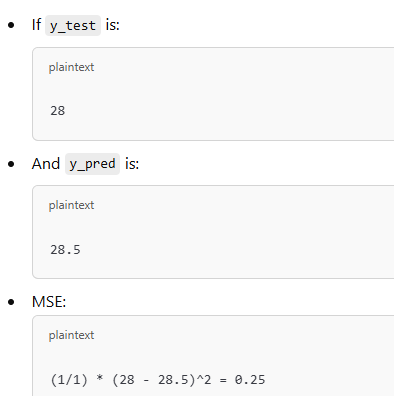 If y_test is:
plaintext
28
And y_pred is:
plaintext
28.5
MSE:
plaintext
(1/1) * (28 - 28.5)^2 = 0.25